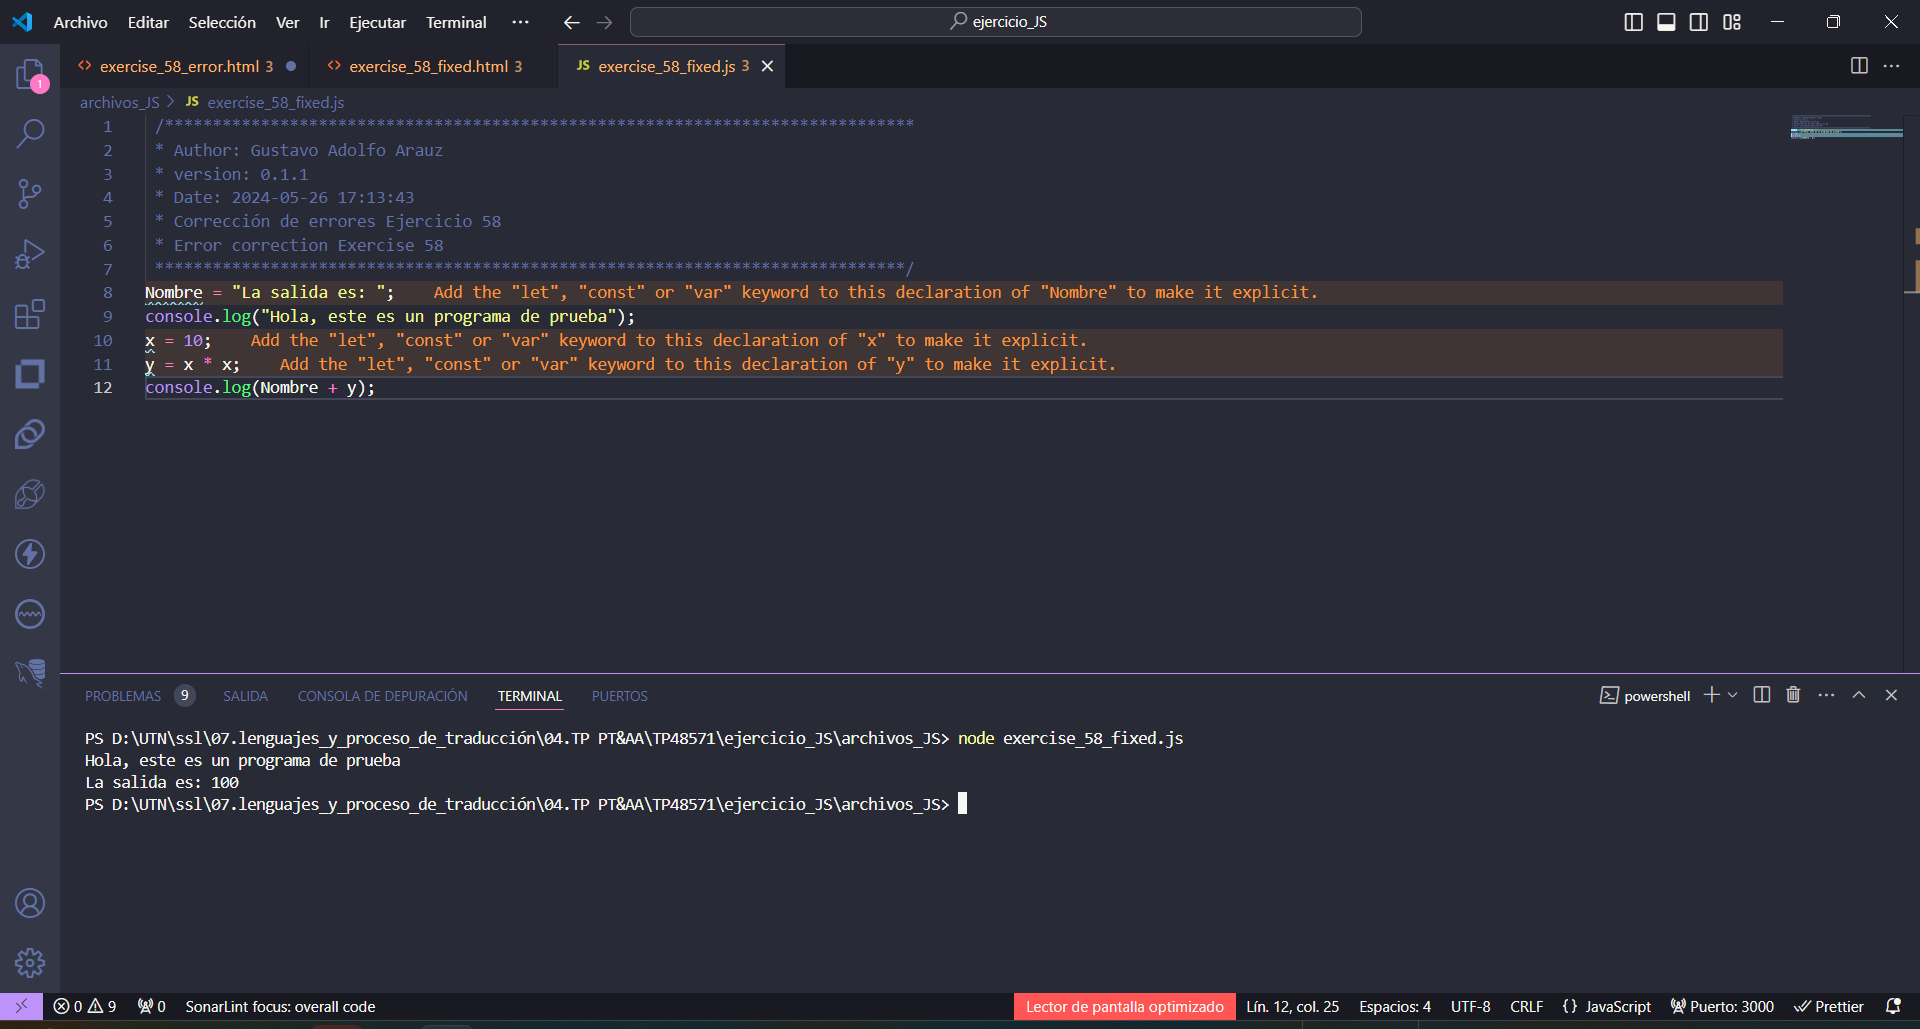 Archivo Editar Selección Ver Ir Ejecutar Terminal ··· ejercicio_JS
exercise_58_error.html 3 exercise_58_fixed.html 3 JS exercise_58_fixed.js 3
1
archivos_JS > JS exercise_58_fixed.js
1 /******************************************************************************
2 * Author: Gustavo Adolfo Arauz
3 * version: 0.1.1
4 * Date: 2024-05-26 17:13:43
5 * Corrección de errores Ejercicio 58
6 * Error correction Exercise 58
7 ******************************************************************************/
8 Nombre = "La salida es: "; Add the "let", "const" or "var" keyword to this declaration of "Nombre" to make it explicit.
9 console.log("Hola, este es un programa de prueba");
10 x = 10; Add the "let", "const" or "var" keyword to this declaration of "x" to make it explicit.
11 y = x * x; Add the "let", "const" or "var" keyword to this declaration of "y" to make it explicit.
12 console.log(Nombre + y);
PROBLEMAS 9 SALIDA CONSOLA DE DEPURACIÓN TERMINAL PUERTOS powershell
PS D:\UTN\ssl\07.lenguajes_y_proceso_de_traducción\04.TP PT&AA\TP48571\ejercicio_JS\archivos_JS> node exercise_58_fixed.js
Hola, este es un programa de prueba
La salida es: 100
PS D:\UTN\ssl\07.lenguajes_y_proceso_de_traducción\04.TP PT&AA\TP48571\ejercicio_JS\archivos_JS>
0 9 0 SonarLint focus: overall code Lector de pantalla optimizado Lín. 12, col. 25 Espacios: 4 UTF-8 CRLF {} JavaScript Puerto: 3000 Prettier